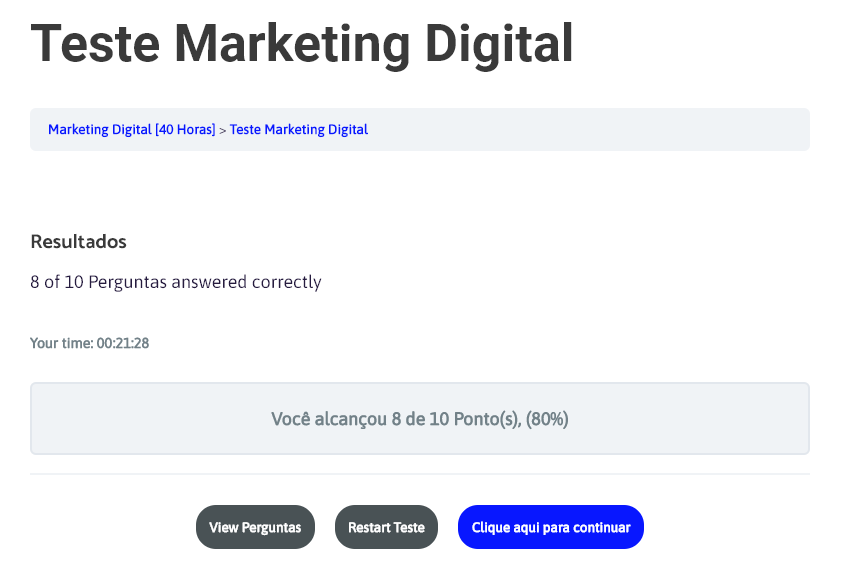 Teste Marketing Digital
Marketing Digital [40 Horas] > Teste Marketing Digital
Resultados
8 of 10 Perguntas answered correctly
Your time: 00:21:28
Você alcançou 8 de 10 Ponto(s), (80%)
View Perguntas
Restart Teste
Clique aqui para continuar